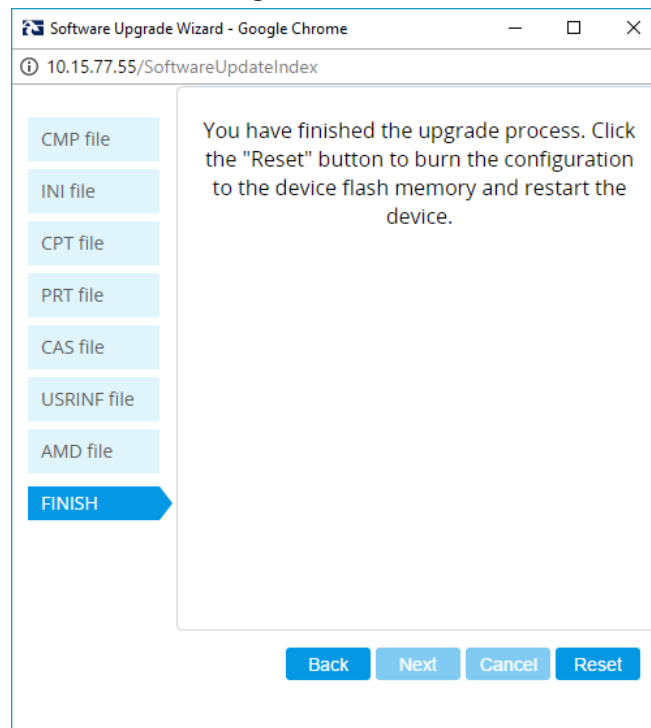 Software Upgrade Wizard - Google Chrome
10.15.77.55/SoftwareUpdateIndex
CMP file
INI file
CPT file
PRT file
CAS file
USRINF file
AMD file
FINISH
You have finished the upgrade process. Click
the "Reset" button to burn the configuration
to the device flash memory and restart the
device.
Back Next Cancel Reset